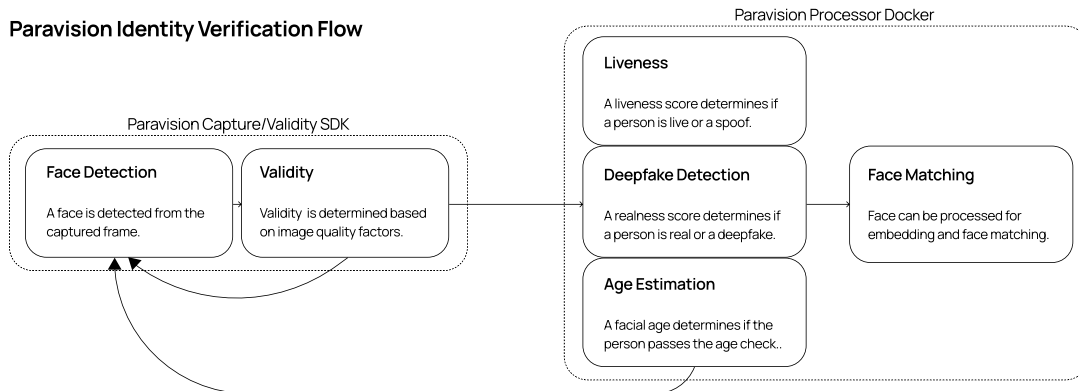 Paravision Identity Verification Flow
Paravision Capture/Validity SDK
Face Detection
A face is detected from the
captured frame.
Validity
Validity is determined based
on image quality factors.
Paravision Processor Docker
Liveness
A liveness score determines if
a person is live or a spoof.
Deepfake Detection
A realness score determines if
a person is real or a deepfake.
Age Estimation
A facial age determines if the
person passes the age check..
Face Matching
Face can be processed for
embedding and face matching.